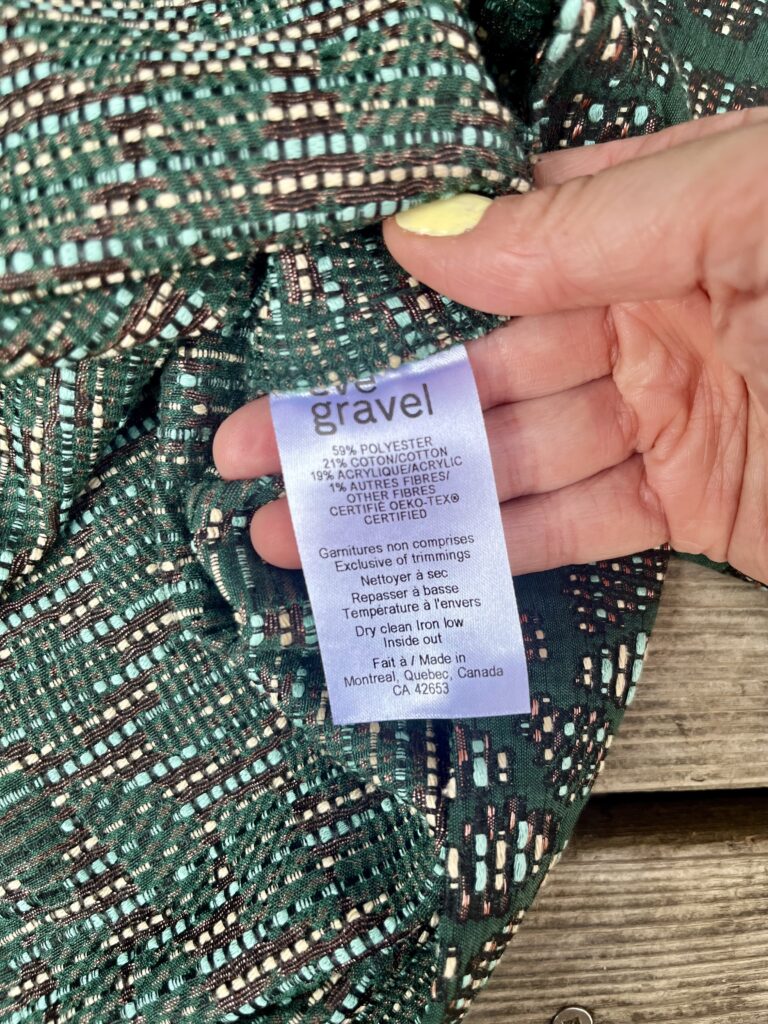 eve
gravel
59% POLYESTER
21% COTON/COTTON
19% ACRYLIQUE/ACRYLIC
1% AUTRES FIBRES/
OTHER FIBRES
CERTIFIÉ OEKO-TEX®
CERTIFIED
Garnitures non comprises
Exclusive of trimmings
Nettoyer à sec
Repasser à basse
Température à l'envers
Dry clean Iron low
Inside out
Fait à / Made in
Montreal, Quebec, Canada
CA 42653